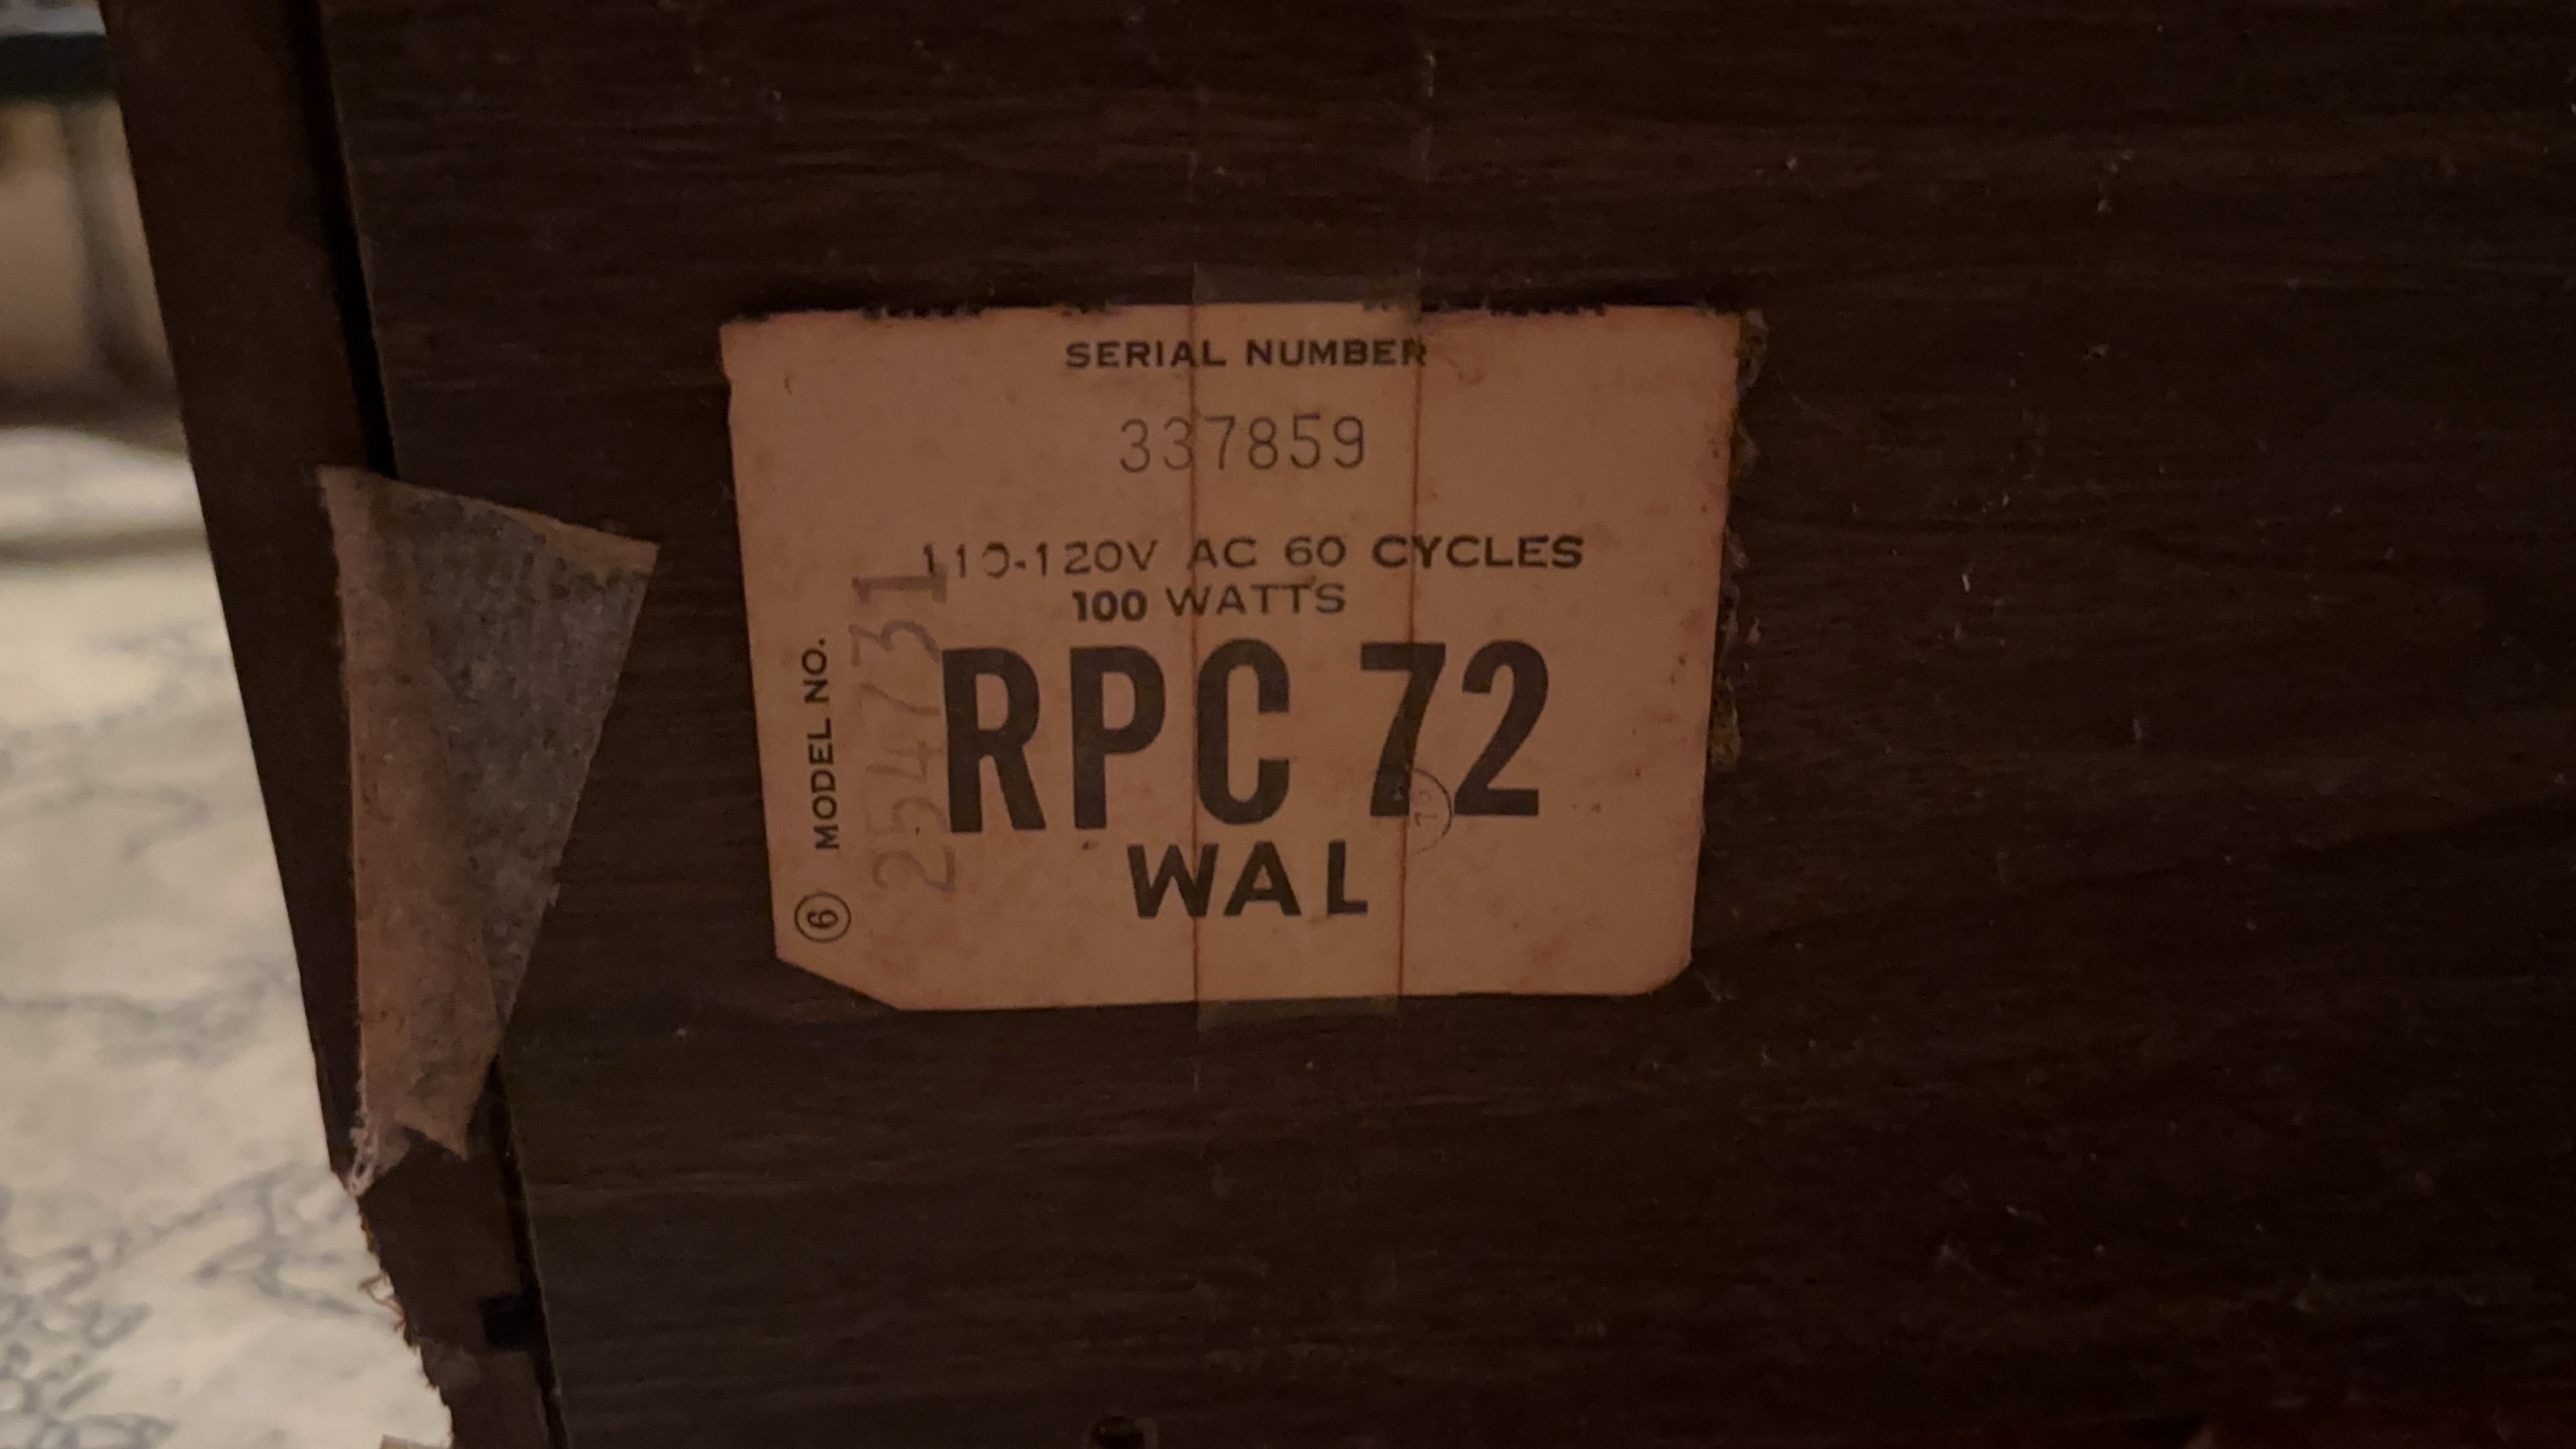 SERIAL NUMBER
337859
110-120V AC 60 CYCLES
100 WATTS
RPC 72
WAL
6 MODEL NO.
254731